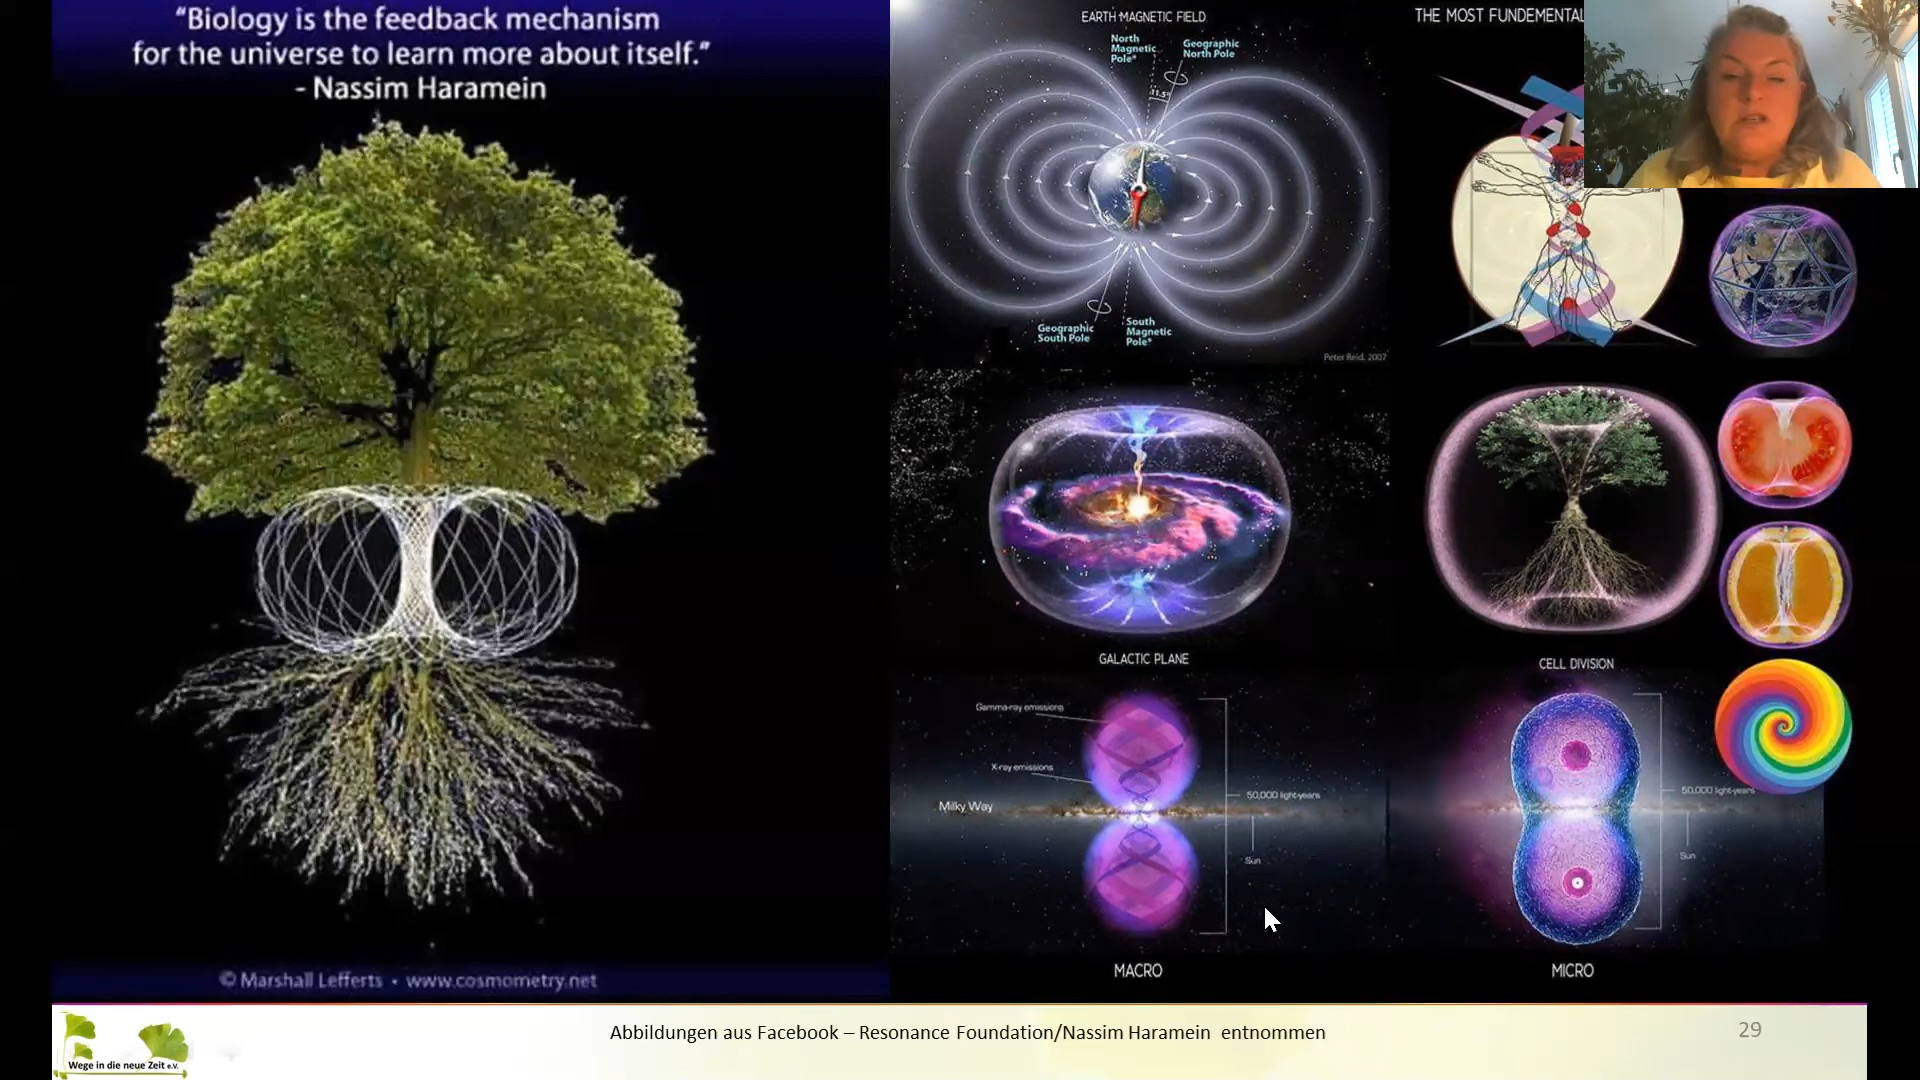 “Biology is the feedback mechanism
for the universe to learn more about itself.”
- Nassim Haramein
© Marshall Lefferts • www.cosmometry.net
EARTH MAGNETIC FIELD
North
Magnetic
Pole*
Geographic
North Pole
11.5°
Geographic
South Pole
South
Magnetic
Pole*
Peter Reid, 2007
THE MOST FUNDEMENTAL
GALACTIC PLANE
CELL DIVISION
Gamma-ray emissions
X-ray emissions
Milky Way
50,000 light-years
Sun
50,000 light-years
Sun
MACRO
MICRO
Abbildungen aus Facebook – Resonance Foundation/Nassim Haramein entnommen
29
Wege in die neue Zeit e.V.